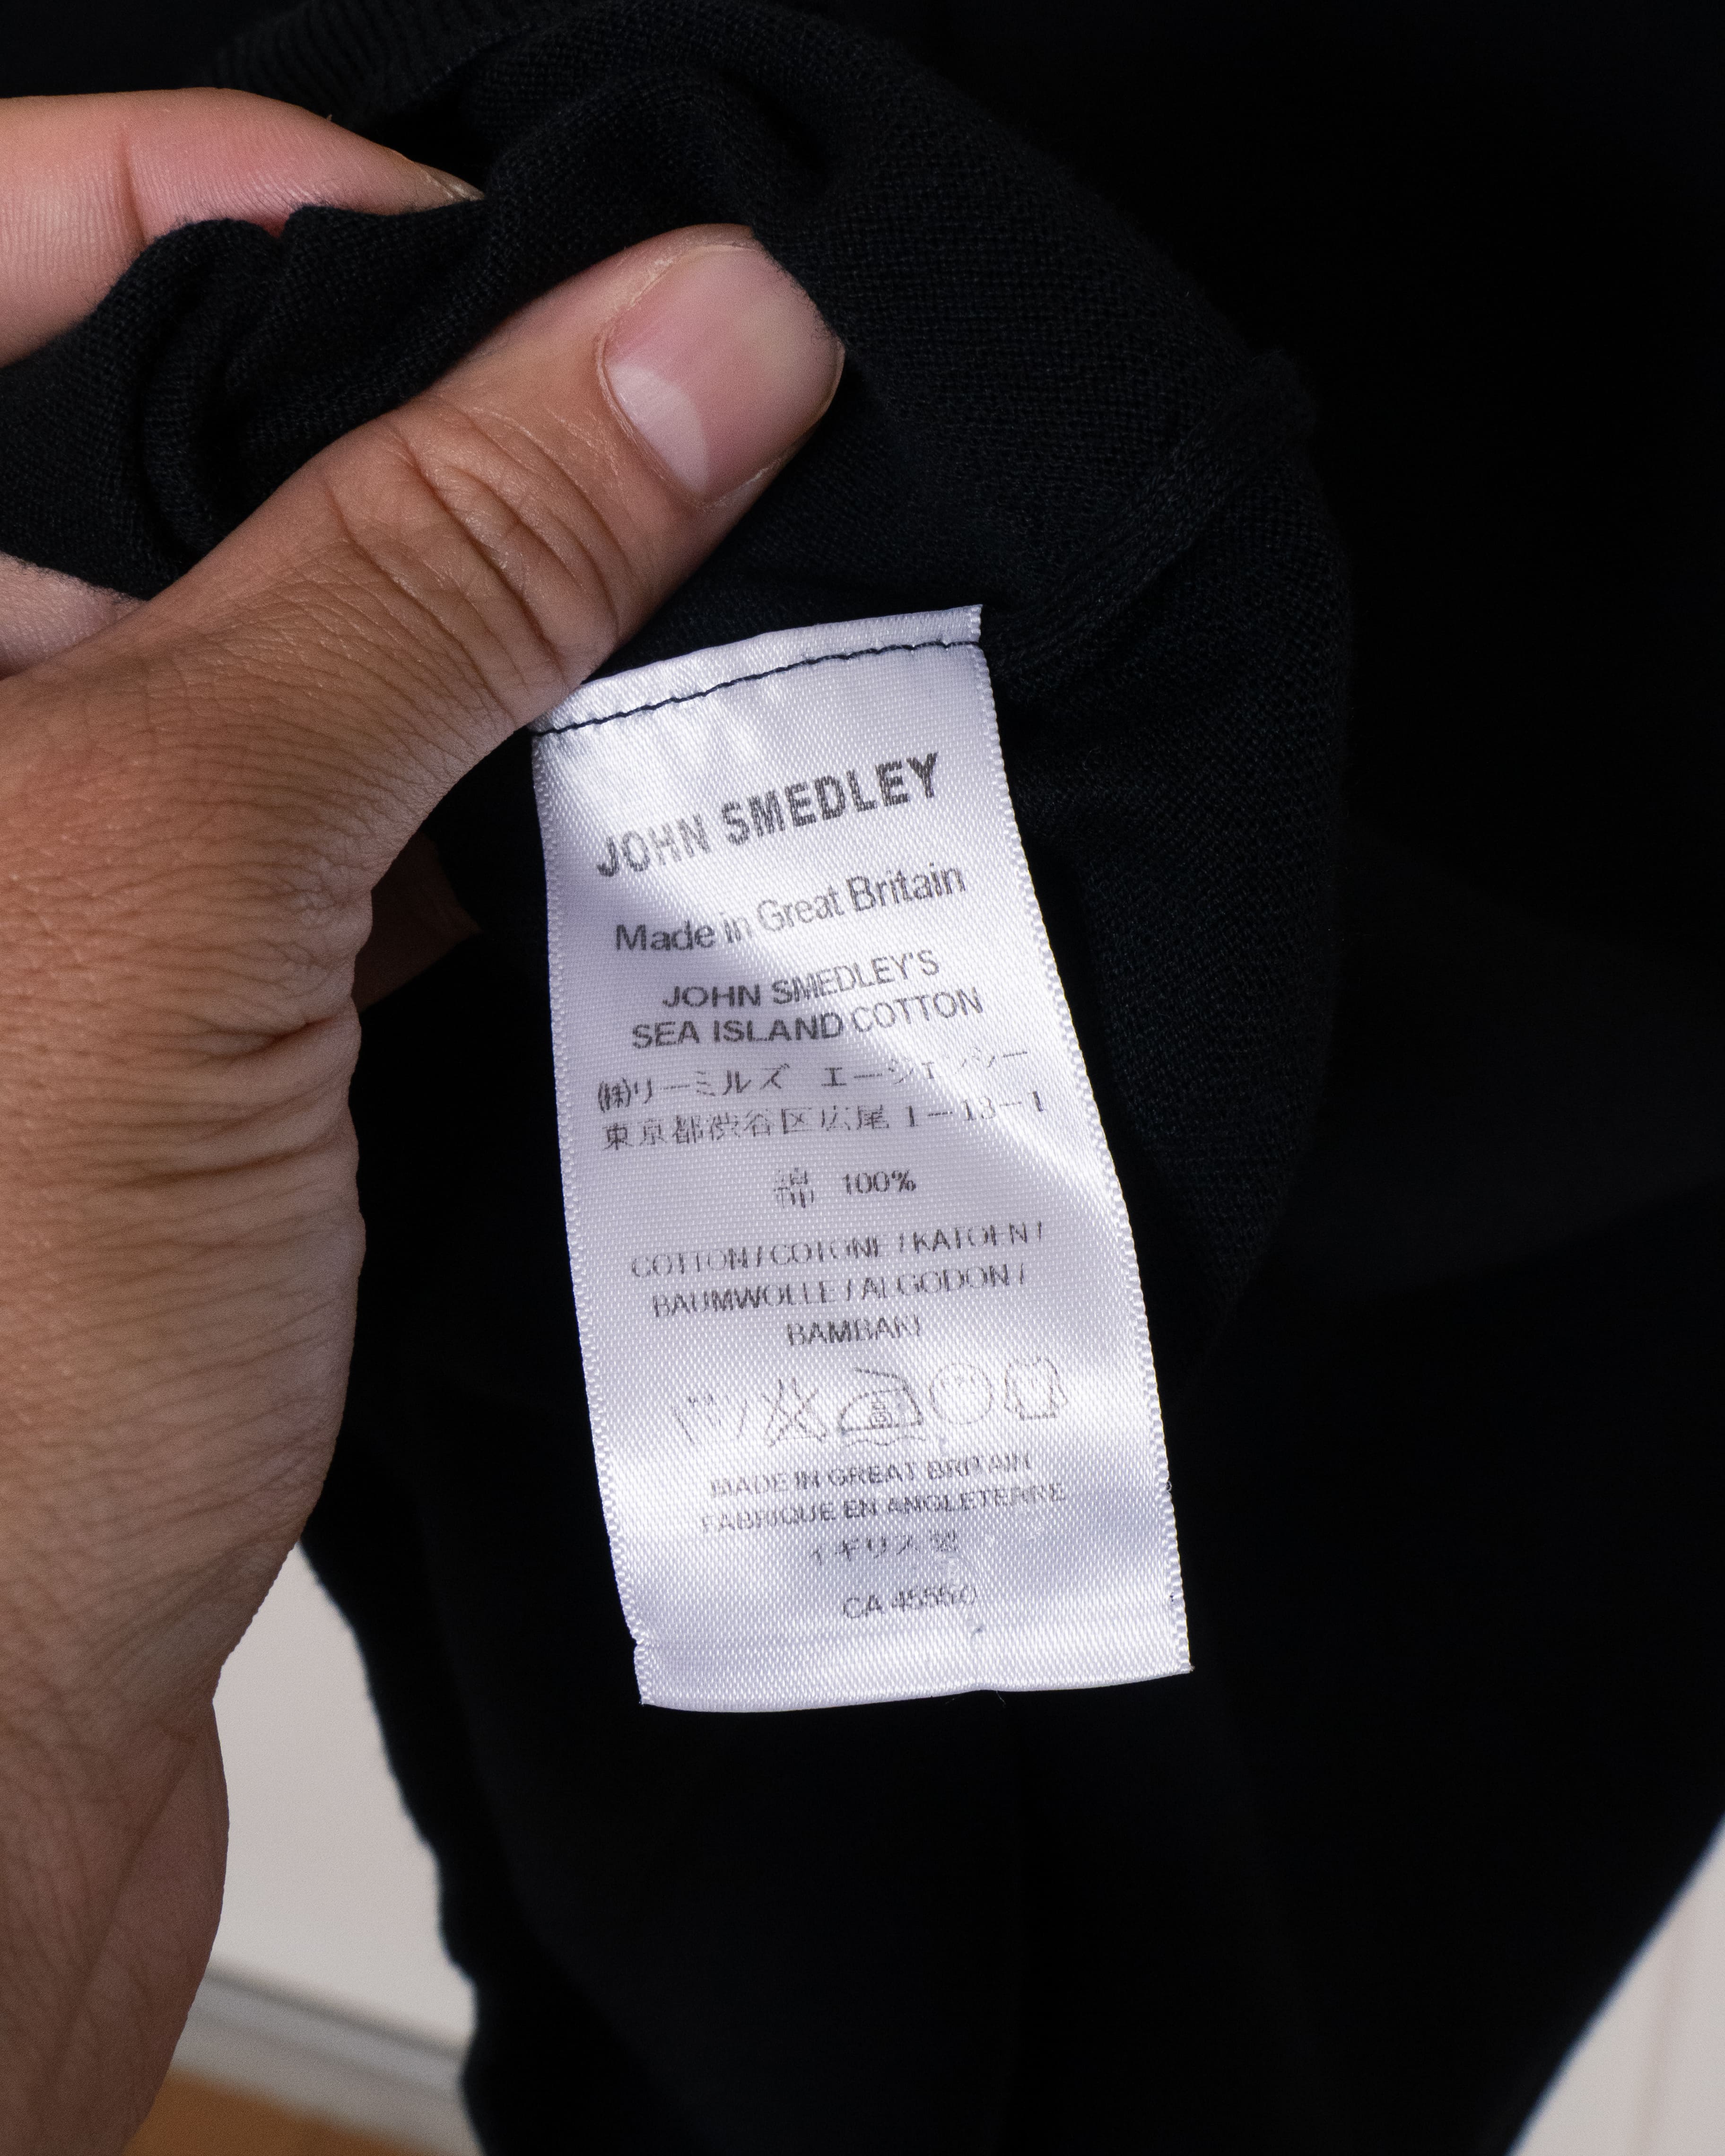 JOHN SMEDLEY
Made in Great Britain
JOHN SMEDLEY'S
SEA ISLAND COTTON
(株)リーミルズ エージェンシー
東京都渋谷区広尾 1-13-1
綿 100%
COTTON / COTONE / KATOEN /
BAUMWOLLE / ALGODON /
BAMBAKI
MADE IN GREAT BRITAIN
FABRIQUE EN ANGLETERRE
イギリス製
CA 45557